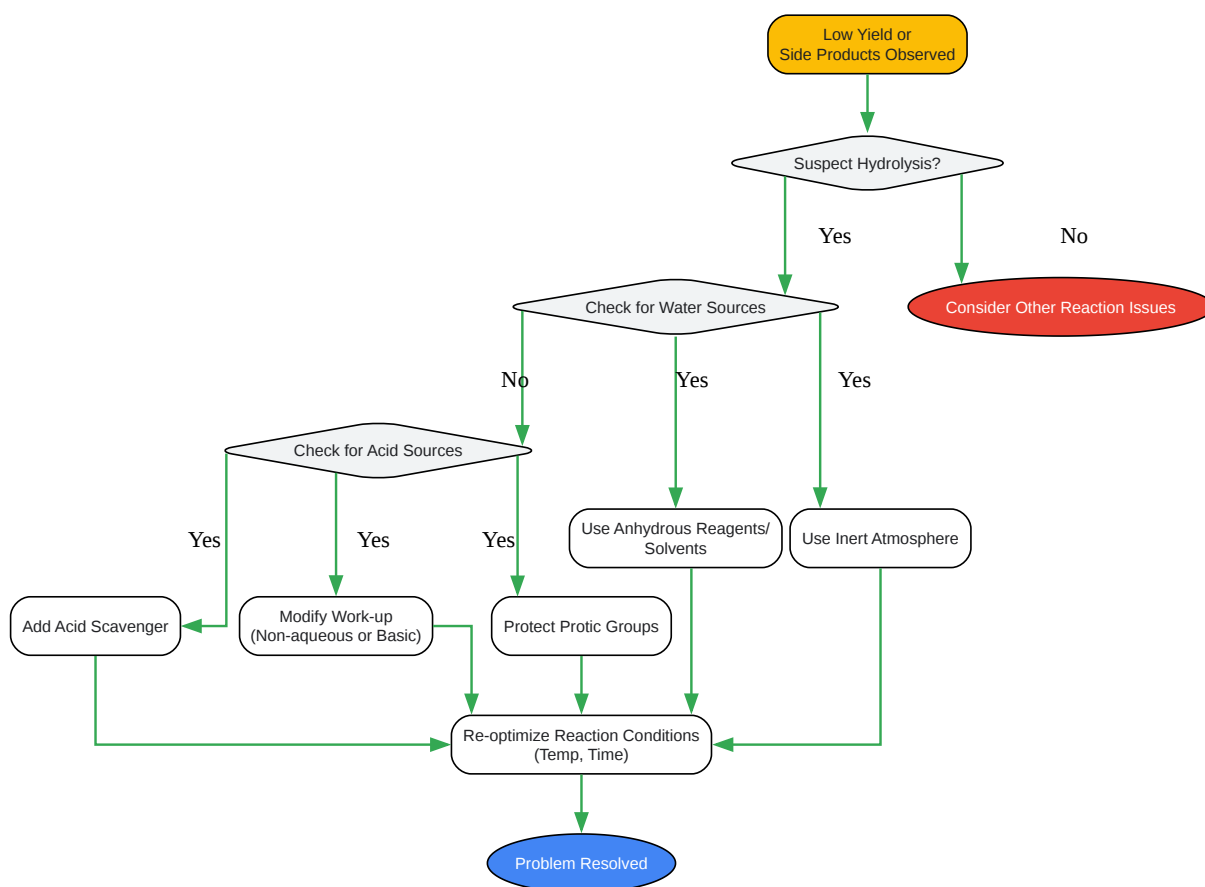 Low Yield or
Side Products Observed
Suspect Hydrolysis?
Yes
No
Check for Water Sources
Consider Other Reaction Issues
No
Yes
Yes
Check for Acid Sources
Use Anhydrous Reagents/
Solvents
Use Inert Atmosphere
Yes
Yes
Yes
Add Acid Scavenger
Modify Work-up
(Non-aqueous or Basic)
Protect Protic Groups
Re-optimize Reaction Conditions
(Temp, Time)
Problem Resolved